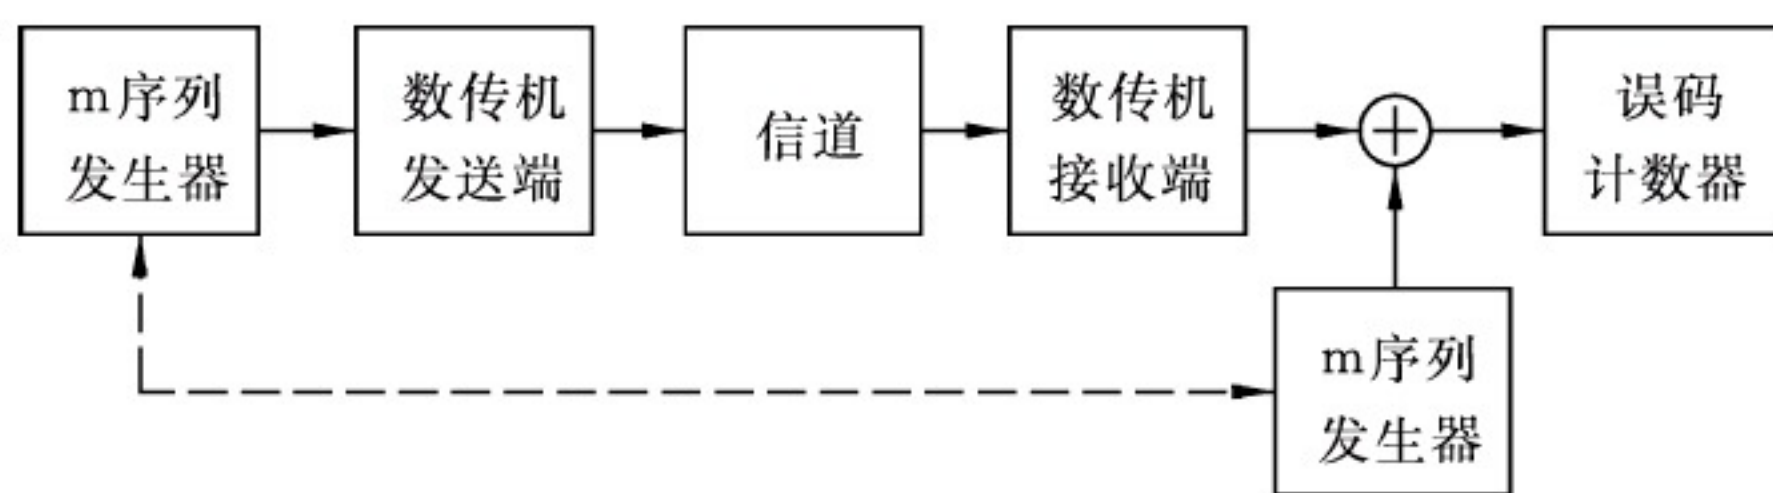 m序列
发生器
数传机
发送端
信道
数传机
接收端
误码
计数器
m序列
发生器